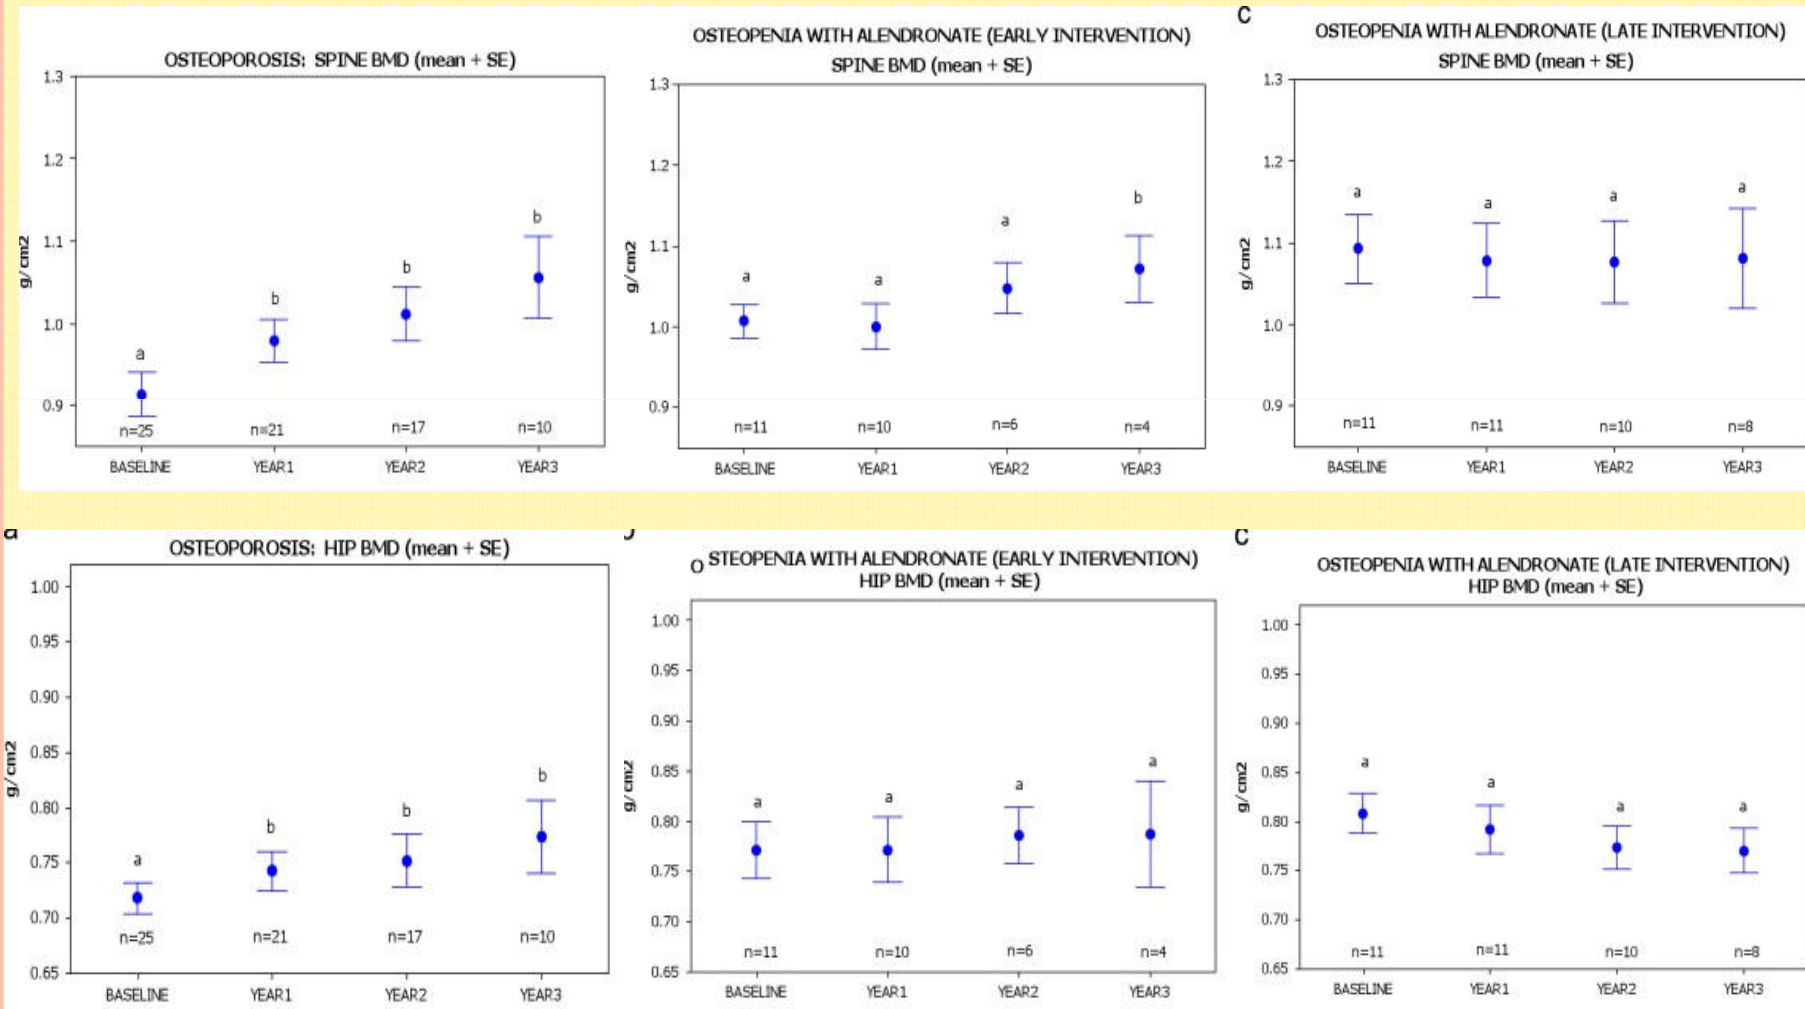 OSTEOPOROSIS: SPINE BMD (mean + SE)
1.3
1.2
1.1
1.0
0.9
g/cm2
a
b
b
b
n=25
n=21
n=17
n=10
BASELINE
YEAR1
YEAR2
YEAR3
OSTEOPENIA WITH ALENDRONATE (EARLY INTERVENTION)
SPINE BMD (mean + SE)
1.3
1.2
1.1
1.0
0.9
g/cm2
a
a
a
b
n=11
n=10
n=6
n=4
BASELINE
YEAR1
YEAR2
YEAR3
C
OSTEOPENIA WITH ALENDRONATE (LATE INTERVENTION)
SPINE BMD (mean + SE)
1.3
1.2
1.1
1.0
0.9
g/cm2
a
a
a
a
n=11
n=11
n=10
n=8
BASELINE
YEAR1
YEAR2
YEAR3
OSTEOPOROSIS: HIP BMD (mean + SE)
1.00
0.95
0.90
0.85
0.80
0.75
0.70
0.65
g/cm2
a
b
b
b
n=25
n=21
n=17
n=10
BASELINE
YEAR1
YEAR2
YEAR3
O STEOPENIA WITH ALENDRONATE (EARLY INTERVENTION)
HIP BMD (mean + SE)
1.00
0.95
0.90
0.85
0.80
0.75
0.70
0.65
g/cm2
a
a
a
a
n=11
n=10
n=6
n=4
BASELINE
YEAR1
YEAR2
YEAR3
C
OSTEOPENIA WITH ALENDRONATE (LATE INTERVENTION)
HIP BMD (mean + SE)
1.00
0.95
0.90
0.85
0.80
0.75
0.70
0.65
g/cm2
a
a
a
a
n=11
n=11
n=10
n=8
BASELINE
YEAR1
YEAR2
YEAR3